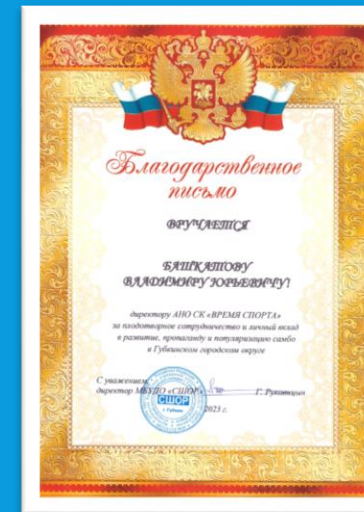 Благодарственное
письмо
ВРУЧАЕТСЯ
БАШКАТОВУ
ВЛАДИМИРУ ЮРЬЕВИЧУ!
директору АНО СК «ВРЕМЯ СПОРТА»
за плодотворное сотрудничество и личный вклад
в развитие, пропаганду и популяризацию самбо
в Губкинском городском округе
С уважением,
директор МБУДО «СШОР» Г.
СШОР
г. Губкин
2023 г.